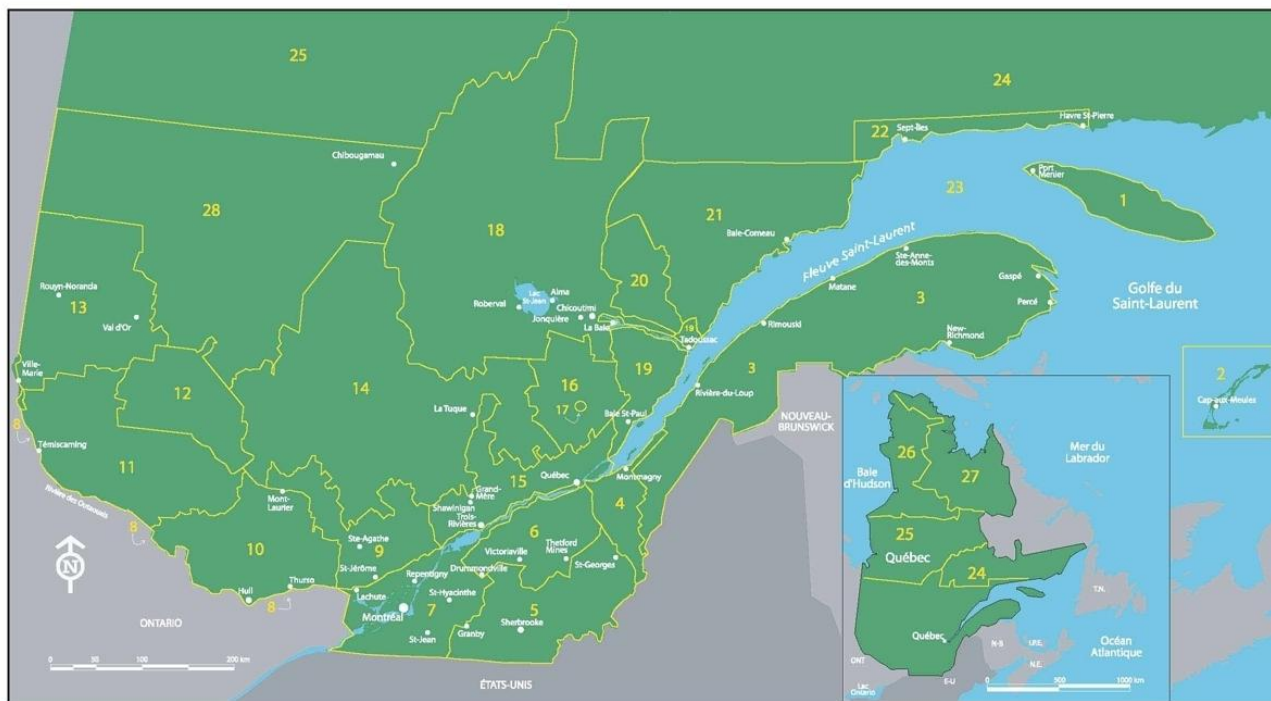 25
24
22
Sept-Îles
Havre St-Pierre
Chibougamau
Port
Menier
23
1
28
18
21
Baie-Comeau
Fleuve Saint-Laurent
Ste-Anne-
des-Monts
Gaspé
Golfe du
Saint-Laurent
20
Rouyn-Noranda
13
Val d'Or
Lac
St-Jean
Alma
Roberval
Chicoutimi
Jonquière
La Baie
Matane
3
Percé
19
Tadoussac
Rimouski
New-
Richmond
Ville-
Marie
12
14
16
17
19
3
Rivière-du-Loup
2
Cap-aux-Meules
8
Témiscaming
La Tuque
Baie St-Paul
NOUVEAU-
BRUNSWICK
11
Rivière des Outaouais
Mont-
Laurier
15
Québec
Montmagny
Grand-
Mère
Shawinigan
Trois-
Rivières
4
8
10
Ste-Agathe
9
St-Jérôme
6
Victoriaville
Thetford
Mines
St-Georges
N
Hull
Thurso
8
Lachute
Repentigny
Drummondville
St-Hyacinthe
Montréal
7
5
Sherbrooke
St-Jean
Granby
ONTARIO
0 50 100 200 km
ÉTATS-UNIS
26
27
Baie
d'Hudson
Mer du
Labrador
25
Québec
24
T.N.
Québec
N-B
I.P.E.
N.E.
Océan
Atlantique
ONT
Lac
Ontario
E-U
0 500 1000 km